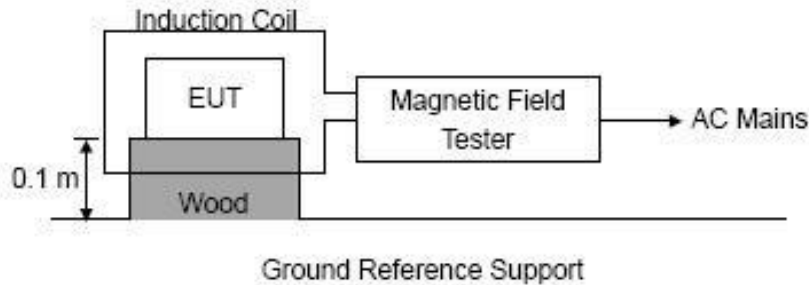 Induction Coil
EUT
Magnetic Field
Tester
AC Mains
0.1 m
Wood
Ground Reference Support